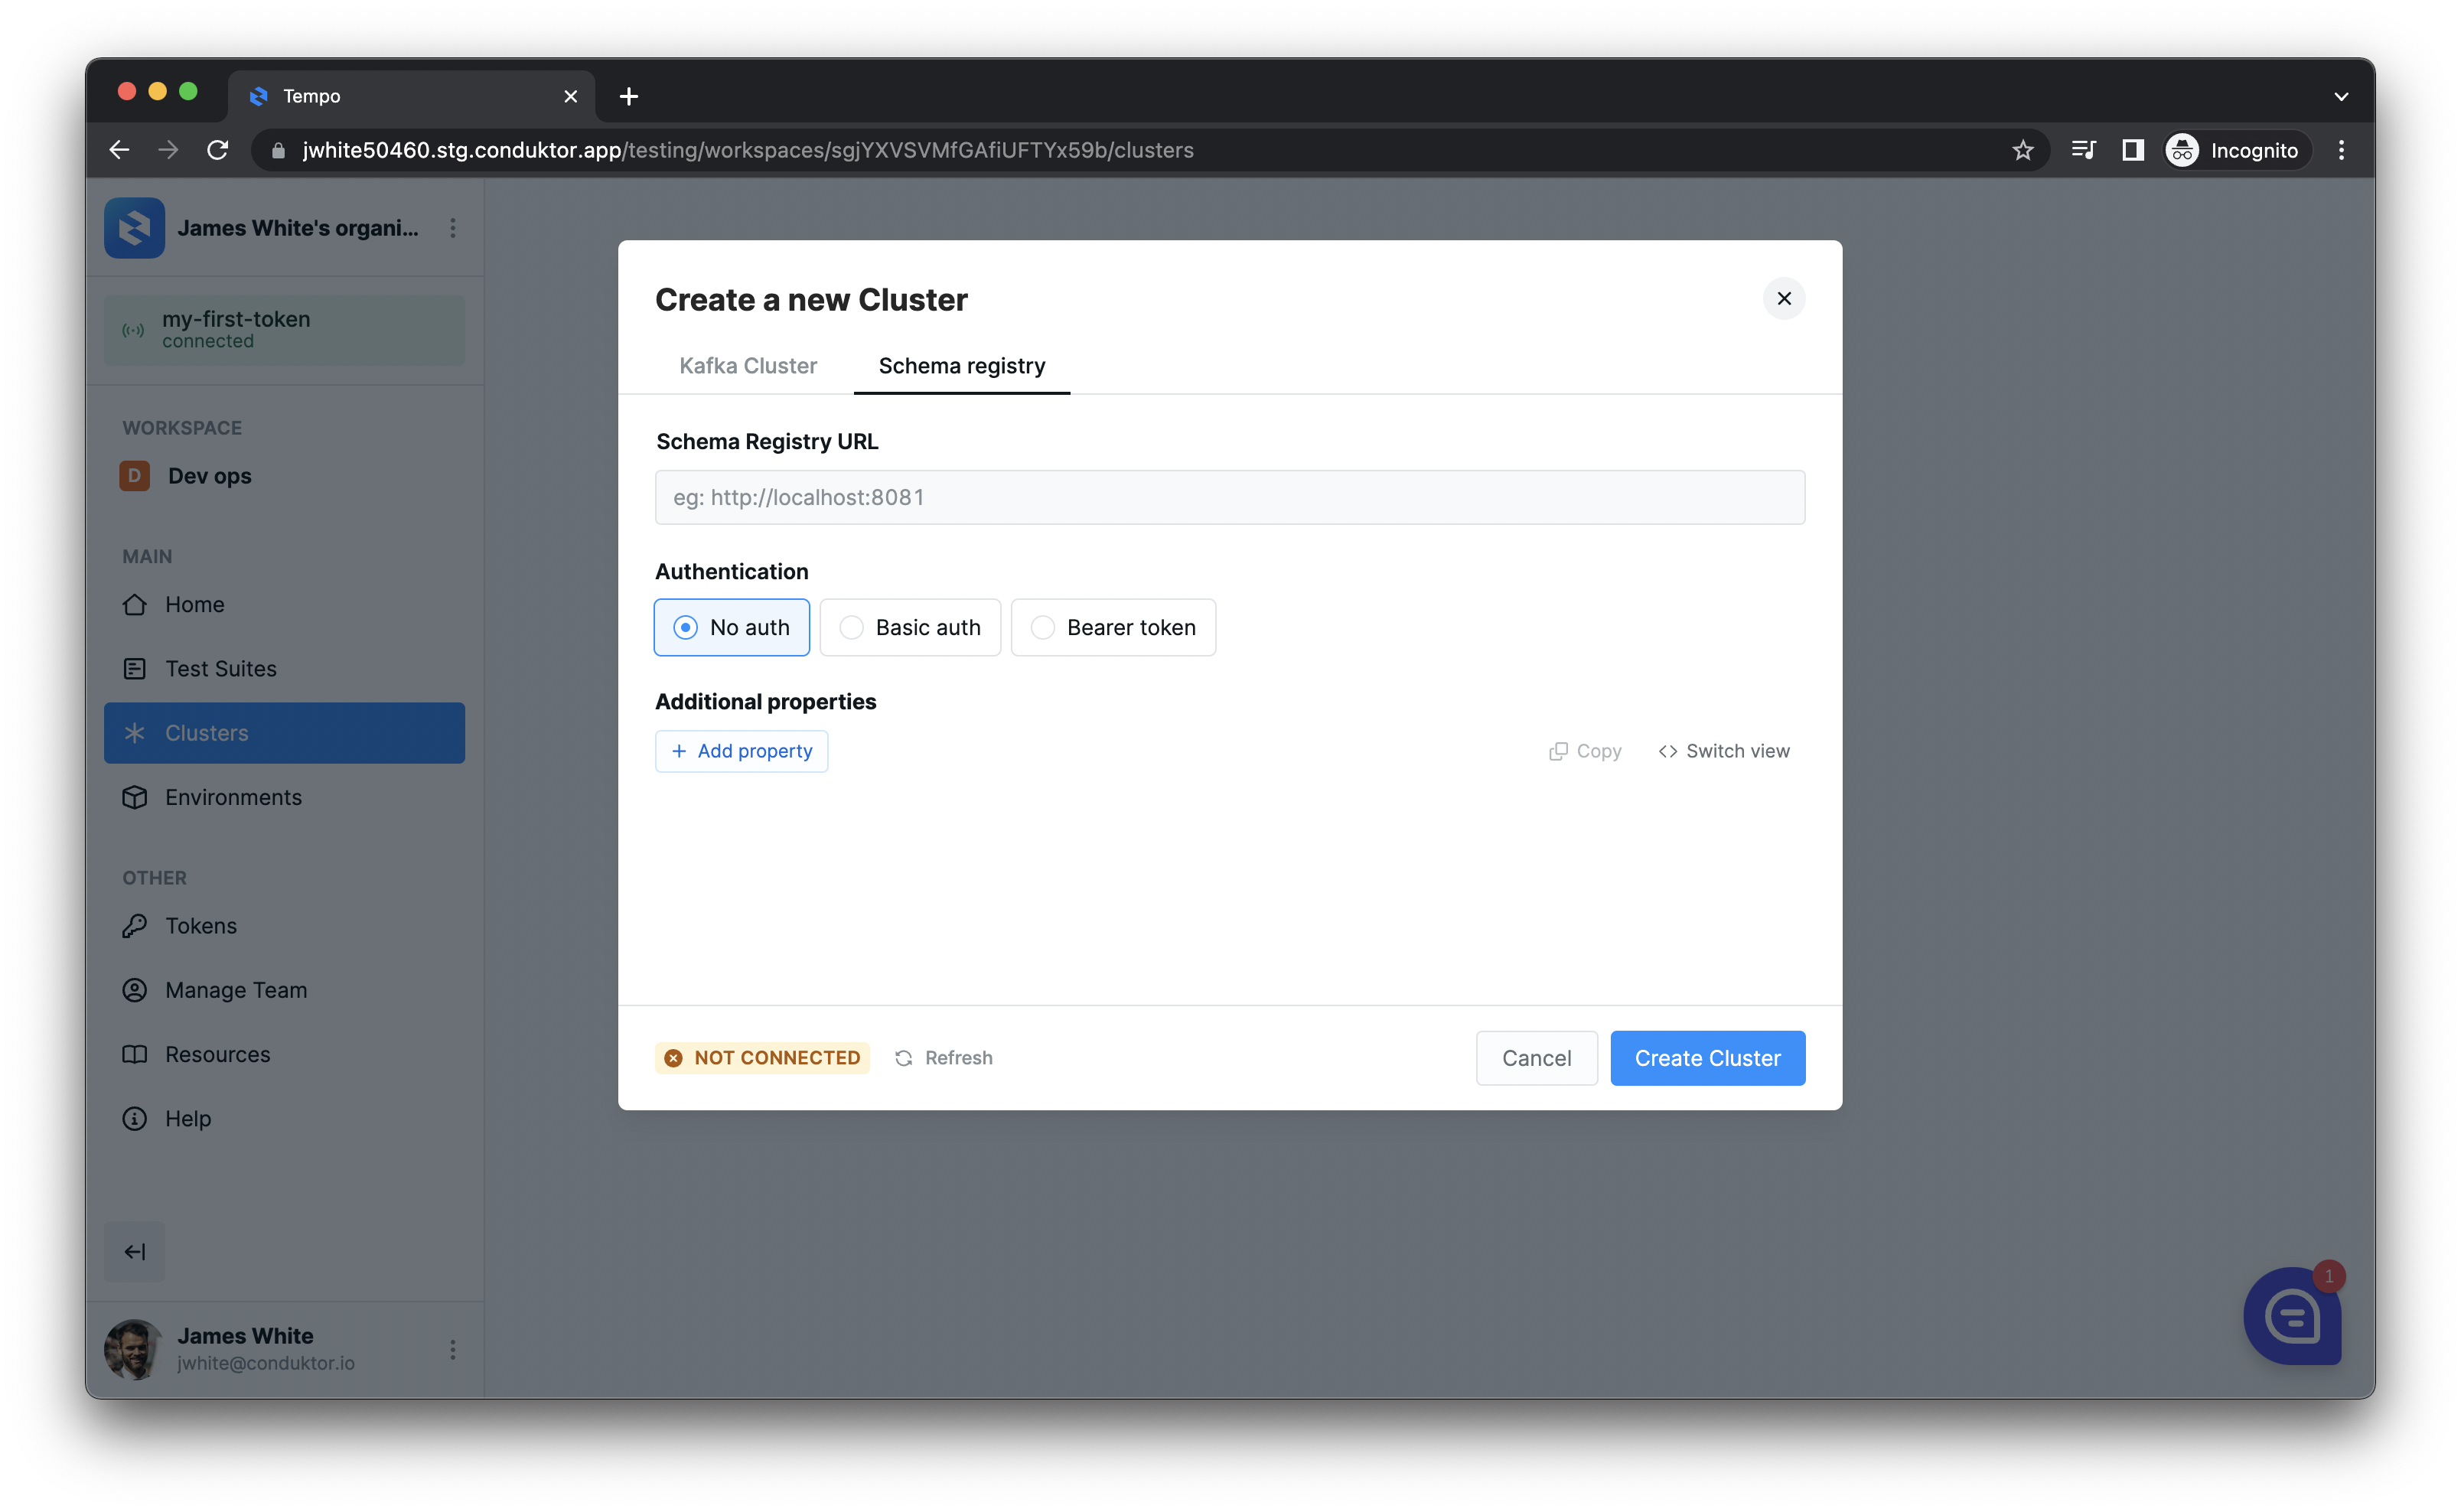 Tempo
jwhite50460.stg.conduktor.app/testing/workspaces/sgjYXVSVMfGAfiUFTYx59b/clusters
Incognito
James White's organi...
my-first-token
connected
WORKSPACE
D Dev ops
MAIN
Home
Test Suites
Clusters
Environments
OTHER
Tokens
Manage Team
Resources
Help
James White
jwhite@conduktor.io
Create a new Cluster
Kafka Cluster Schema registry
Schema Registry URL
eg: http://localhost:8081
Authentication
No auth Basic auth Bearer token
Additional properties
+ Add property Copy <> Switch view
NOT CONNECTED Refresh Cancel Create Cluster
1